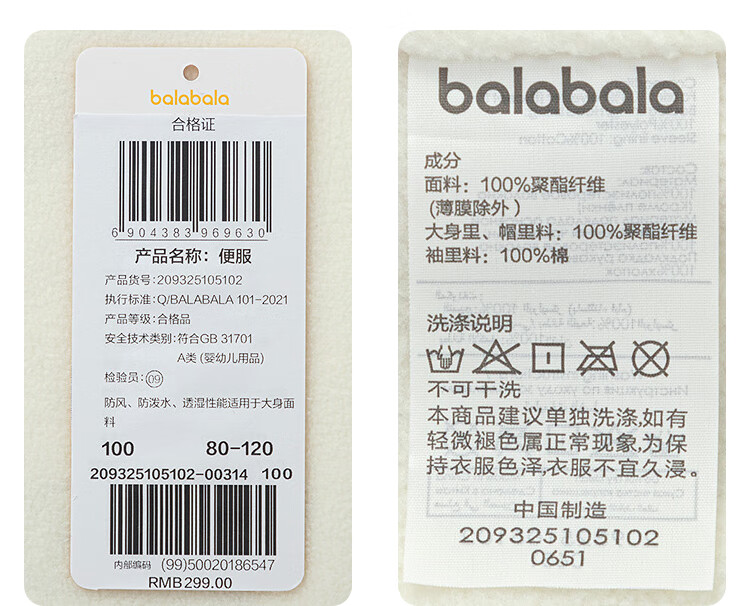 balabala
合格证
6904383969630
产品名称：便服
产品货号：209325105102
执行标准：Q/BALABALA 101-2021
产品等级：合格品
安全技术类别：符合GB 31701
A类 (婴幼儿用品)
检验员：09
防风、防泼水、透湿性能适用于大身面
料
100 80-120
209325105102-00314 100
内部编码 (99)50020186547
RMB299.00
balabala
成分
面料：100%聚酯纤维
(薄膜除外)
大身里、帽里料：100%聚酯纤维
袖里料：100%棉
洗涤说明
不可干洗
本商品建议单独洗涤,如有
轻微褪色属正常现象,为保
持衣服色泽,衣服不宜久浸。
中国制造
209325105102
0651